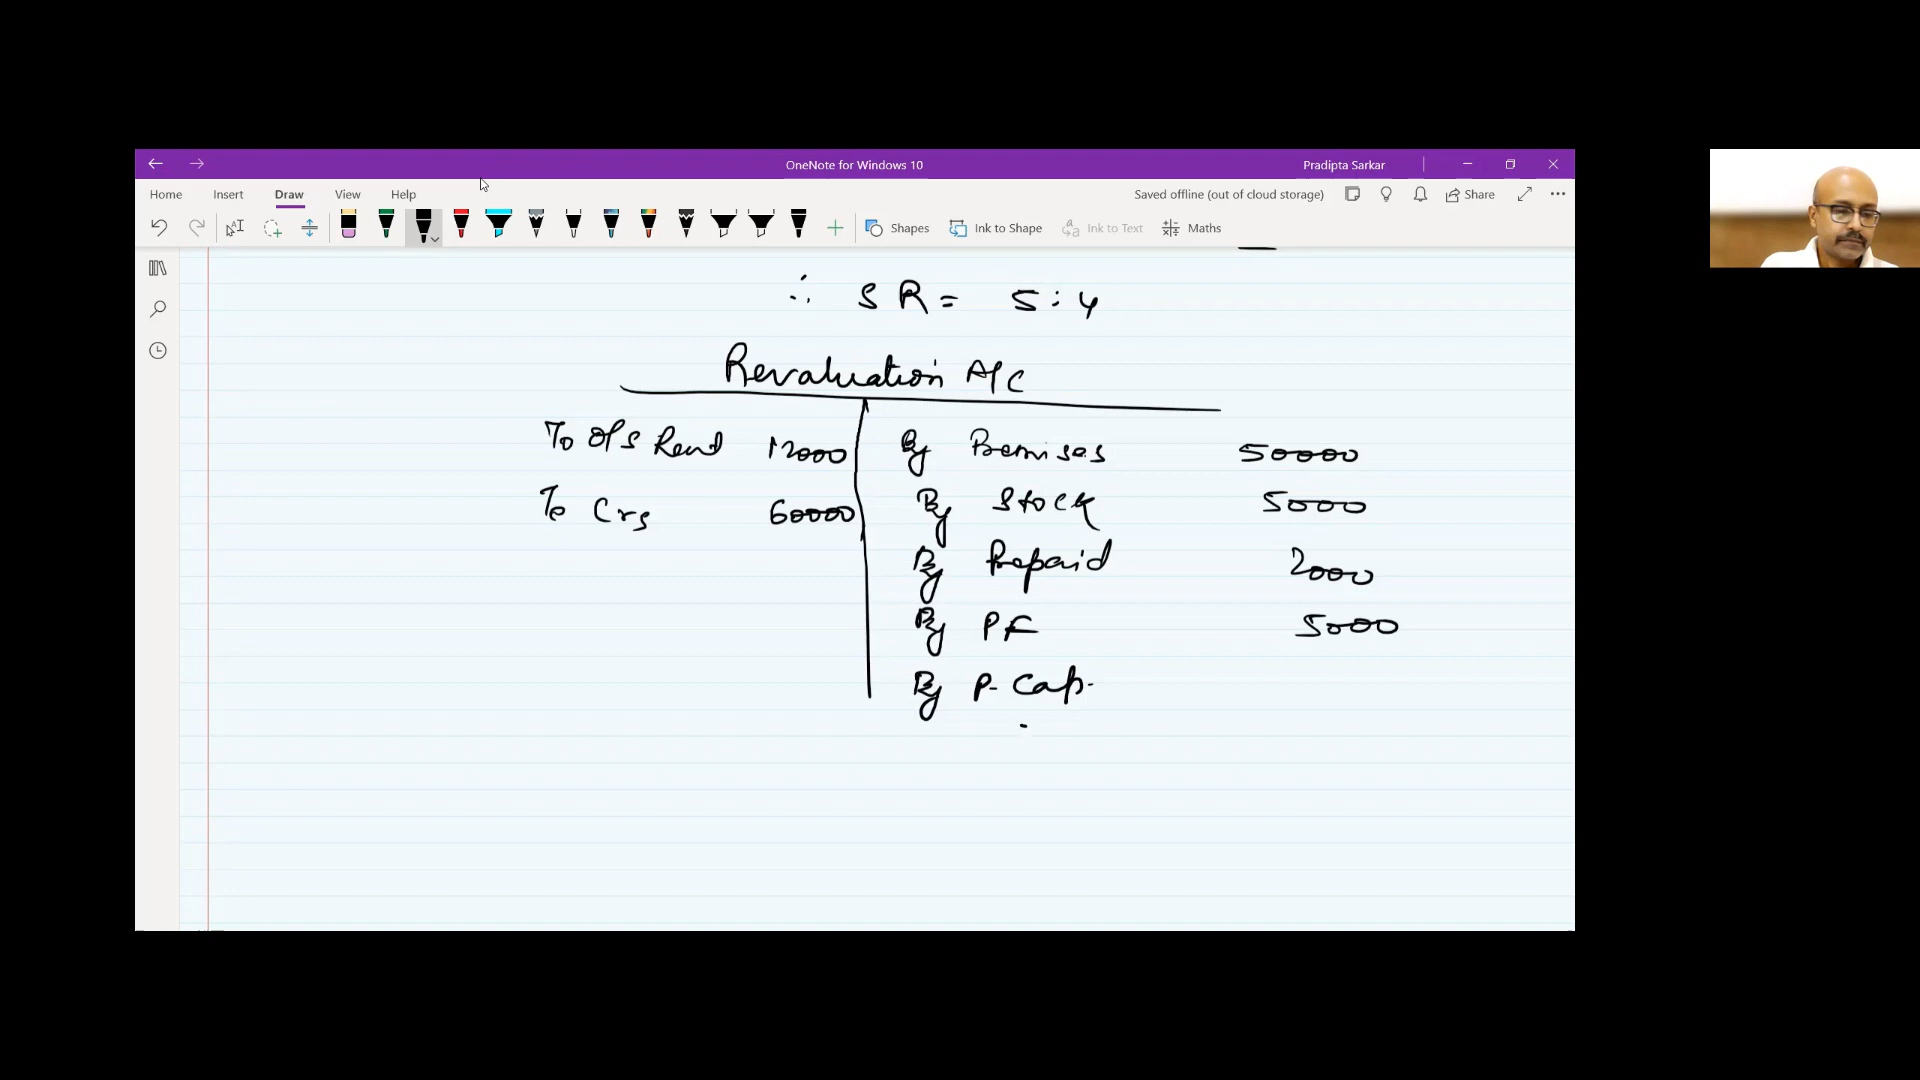 OneNote for Windows 10
Pradipta Sarkar
Home Insert Draw View Help
Saved offline (out of cloud storage)
Share
Shapes
Ink to Shape
Ink to Text
Maths
∴ SR = 5:4
Revaluation A/C
To O/S Rent 12000 By Premises 50000
To Crs 60000 By Stock 5000
By Prepaid 2000
By PF 5000
By P. Cap.